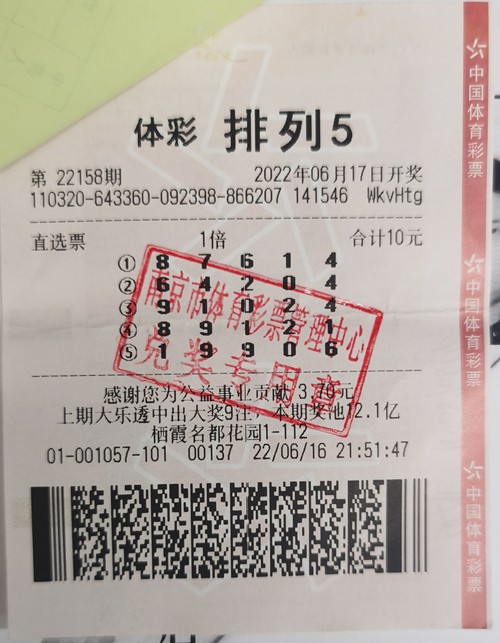 体彩 排列5
第 22158期 2022年06月17日开奖
110320-643360-092398-866207 141546 WkvHtg
直选票 1倍 合计10元
① 8 7 6 1 4
② 6 4 2 0 4
③ 9 1 0 2 4
④ 8 9 1 2 1
⑤ 1 9 9 0 6
南京市体育彩票管理中心
兑奖专用章
感谢您为公益事业贡献 3.70元
上期大乐透中出大奖9注，本期奖池12.1亿
栖霞名都花园1-112
01-001057-101 00137 22/06/16 21:51:47
中国体育彩票
中国体育彩票
中国体育彩票